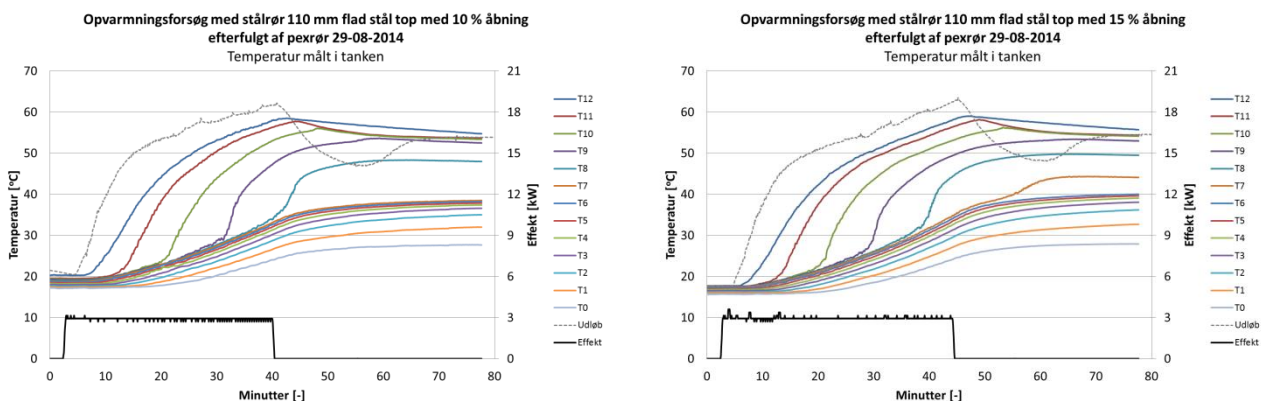 Opvarmningsforsøg med stålrør 110 mm flad stål top med 10 % åbning
efterfulgt af pexrør 29-08-2014
Temperatur målt i tanken
70
60
50
40
30
20
10
0
Temperatur [°C]
21
18
15
12
9
6
3
0
Effekt [kW]
0 10 20 30 40 50 60 70 80
Minutter [-]
T12
T11
T10
T9
T8
T7
T6
T5
T4
T3
T2
T1
T0
Udløb
Effekt
Opvarmningsforsøg med stålrør 110 mm flad stål top med 15 % åbning
efterfulgt af pexrør 29-08-2014
Temperatur målt i tanken
70
60
50
40
30
20
10
0
Temperatur [°C]
21
18
15
12
9
6
3
0
Effekt [kW]
0 10 20 30 40 50 60 70 80
Minutter [-]
T12
T11
T10
T9
T8
T7
T6
T5
T4
T3
T2
T1
T0
Udløb
Effekt